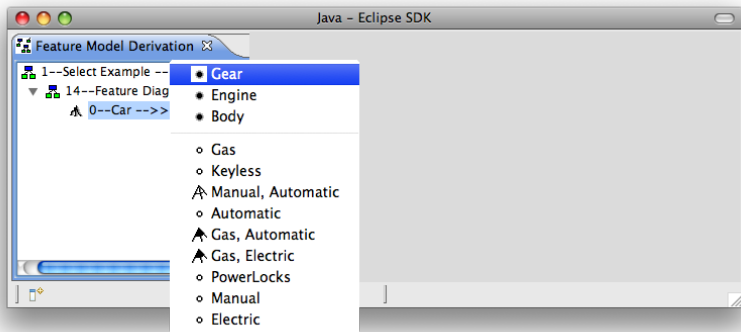 Java – Eclipse SDK
Feature Model Derivation
1--Select Example --
14--Feature Diag
0--Car -->>
Gear
Engine
Body
Gas
Keyless
Manual, Automatic
Automatic
Gas, Automatic
Gas, Electric
PowerLocks
Manual
Electric